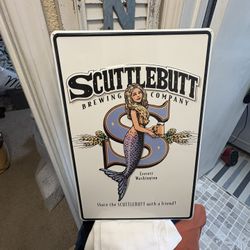 SCUTTLEBUTT
BREWING COMPANY
S
Everett
Washington
Share the SCUTTLEBUTT with a friend!